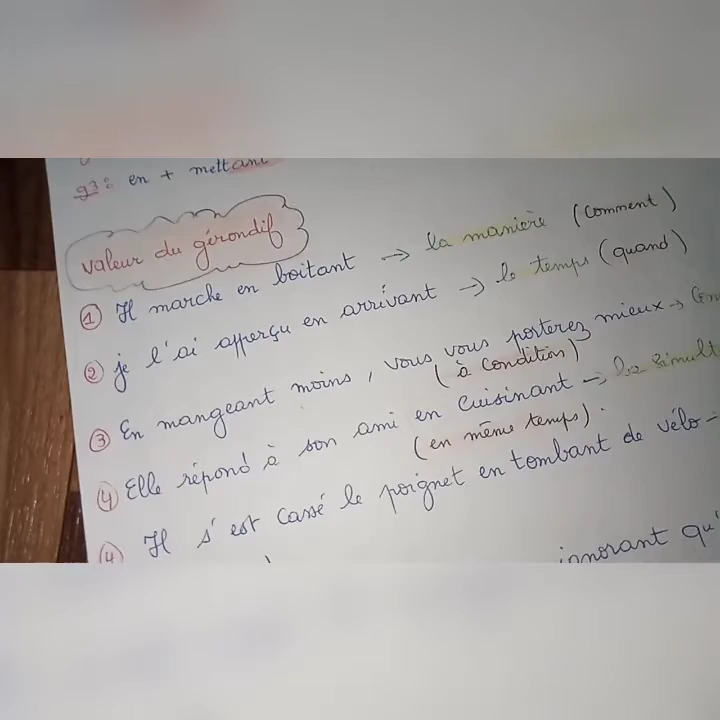 g3: en + mettant
valeur du gérondif
① Il marche en boitant → la manière (comment)
② je l'ai apperçu en arrivant → le temps (quand)
③ En mangeant moins, vous vous porterez mieux →
(à condition)
④ Elle répond à son ami en cuisinant → la
(en même temps).
④ Il s'est cassé le poignet en tombant de vélo →
ignorant qu'